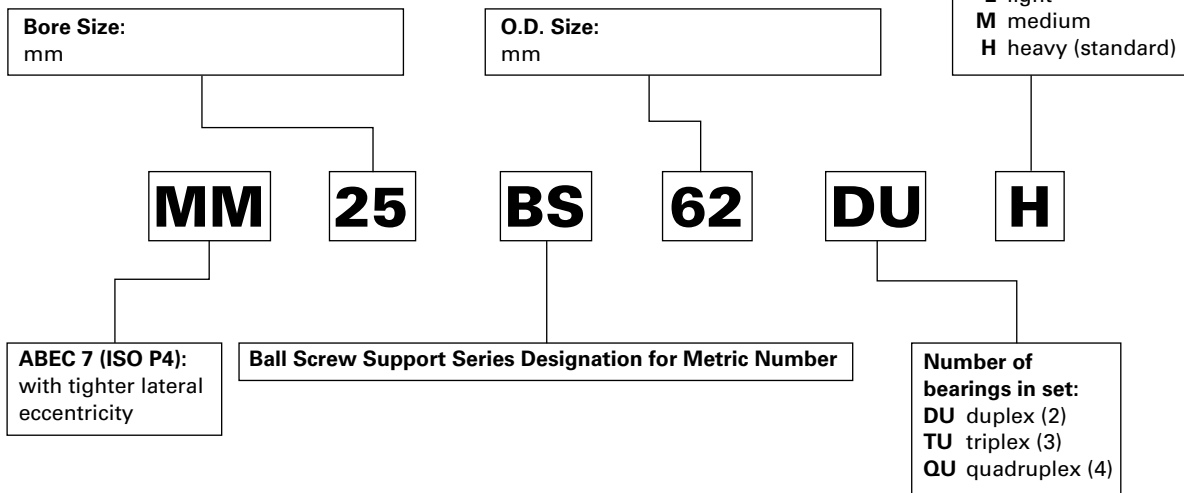 Bore Size:
mm
O.D. Size:
mm
M medium
H heavy (standard)
MM 25 BS 62 DU H
ABEC 7 (ISO P4):
with tighter lateral
eccentricity
Ball Screw Support Series Designation for Metric Number
Number of
bearings in set:
DU duplex (2)
TU triplex (3)
QU quadruplex (4)